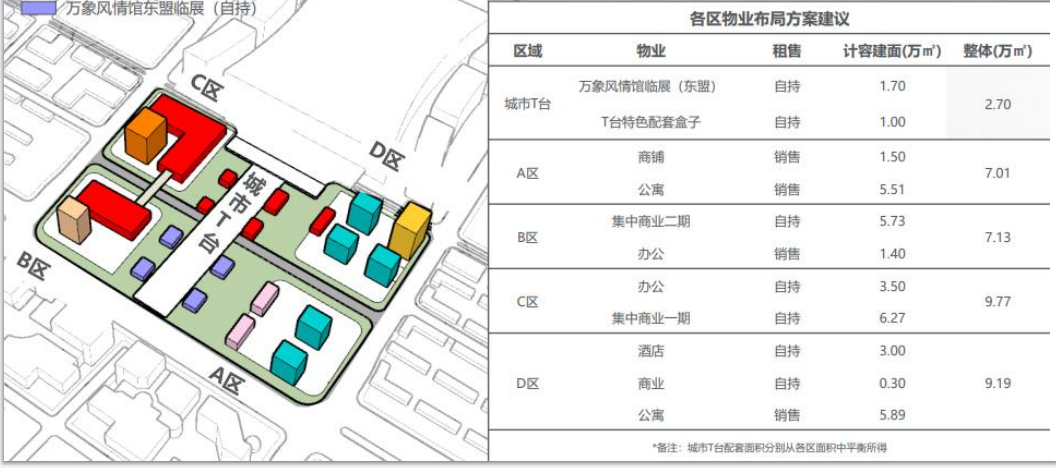 万象风情馆东盟临展（自持）
C区
D区
城市T台
B区
A区
各区物业布局方案建议
区域 物业 租售 计容建面(万㎡) 整体(万㎡)
城市T台 万象风情馆临展（东盟） 自持 1.70 2.70
T台特色配套盒子 自持 1.00
A区 商铺 销售 1.50 7.01
公寓 销售 5.51
B区 集中商业二期 自持 5.73 7.13
办公 销售 1.40
C区 办公 自持 3.50 9.77
集中商业一期 自持 6.27
D区 酒店 自持 3.00 9.19
商业 自持 0.30
公寓 销售 5.89
*备注：城市T台配套面积分别从各区面积中平衡所得